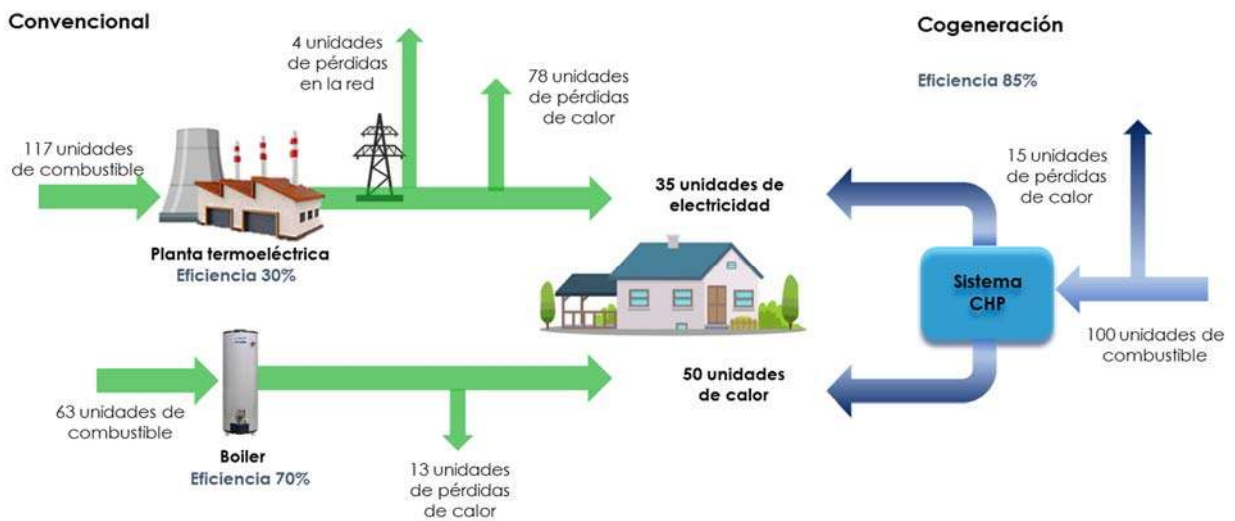 Convencional
4 unidades
de pérdidas
en la red
78 unidades
de pérdidas
de calor
117 unidades
de combustible
Planta termoeléctrica
Eficiencia 30%
35 unidades de
electricidad
63 unidades de
combustible
Boiler
Eficiencia 70%
13 unidades
de pérdidas
de calor
50 unidades
de calor
Cogeneración
Eficiencia 85%
15 unidades
de pérdidas
de calor
Sistema
CHP
100 unidades de
combustible